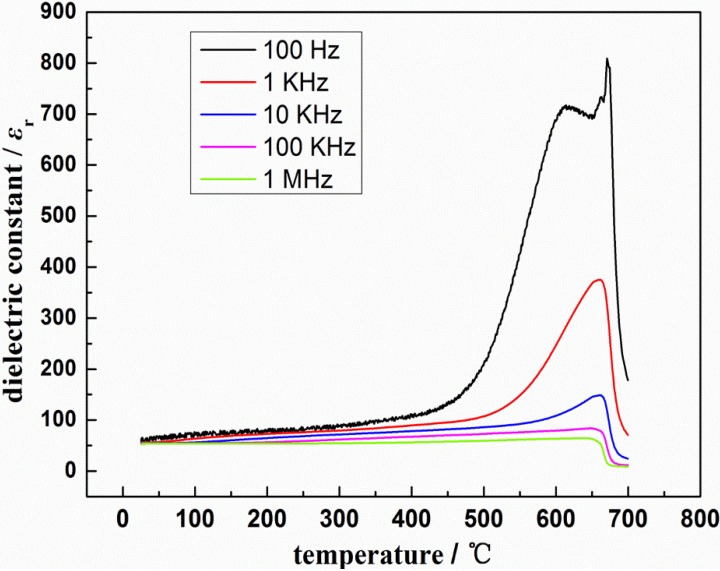 900
800
700
600
500
400
300
200
100
0
dielectric constant / εr
100 Hz
1 KHz
10 KHz
100 KHz
1 MHz
0 100 200 300 400 500 600 700 800
temperature / ℃